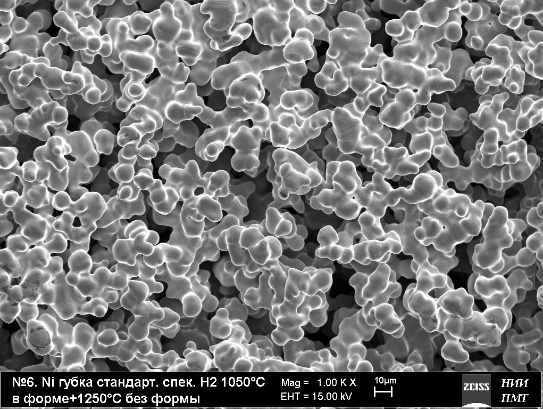 №6. Ni губка стандарт. спек. H2 1050°C
в форме+1250°C без формы
Mag = 1.00 K X
EHT = 15.00 kV
10µm
ZEISS
НИИ
ПМТ